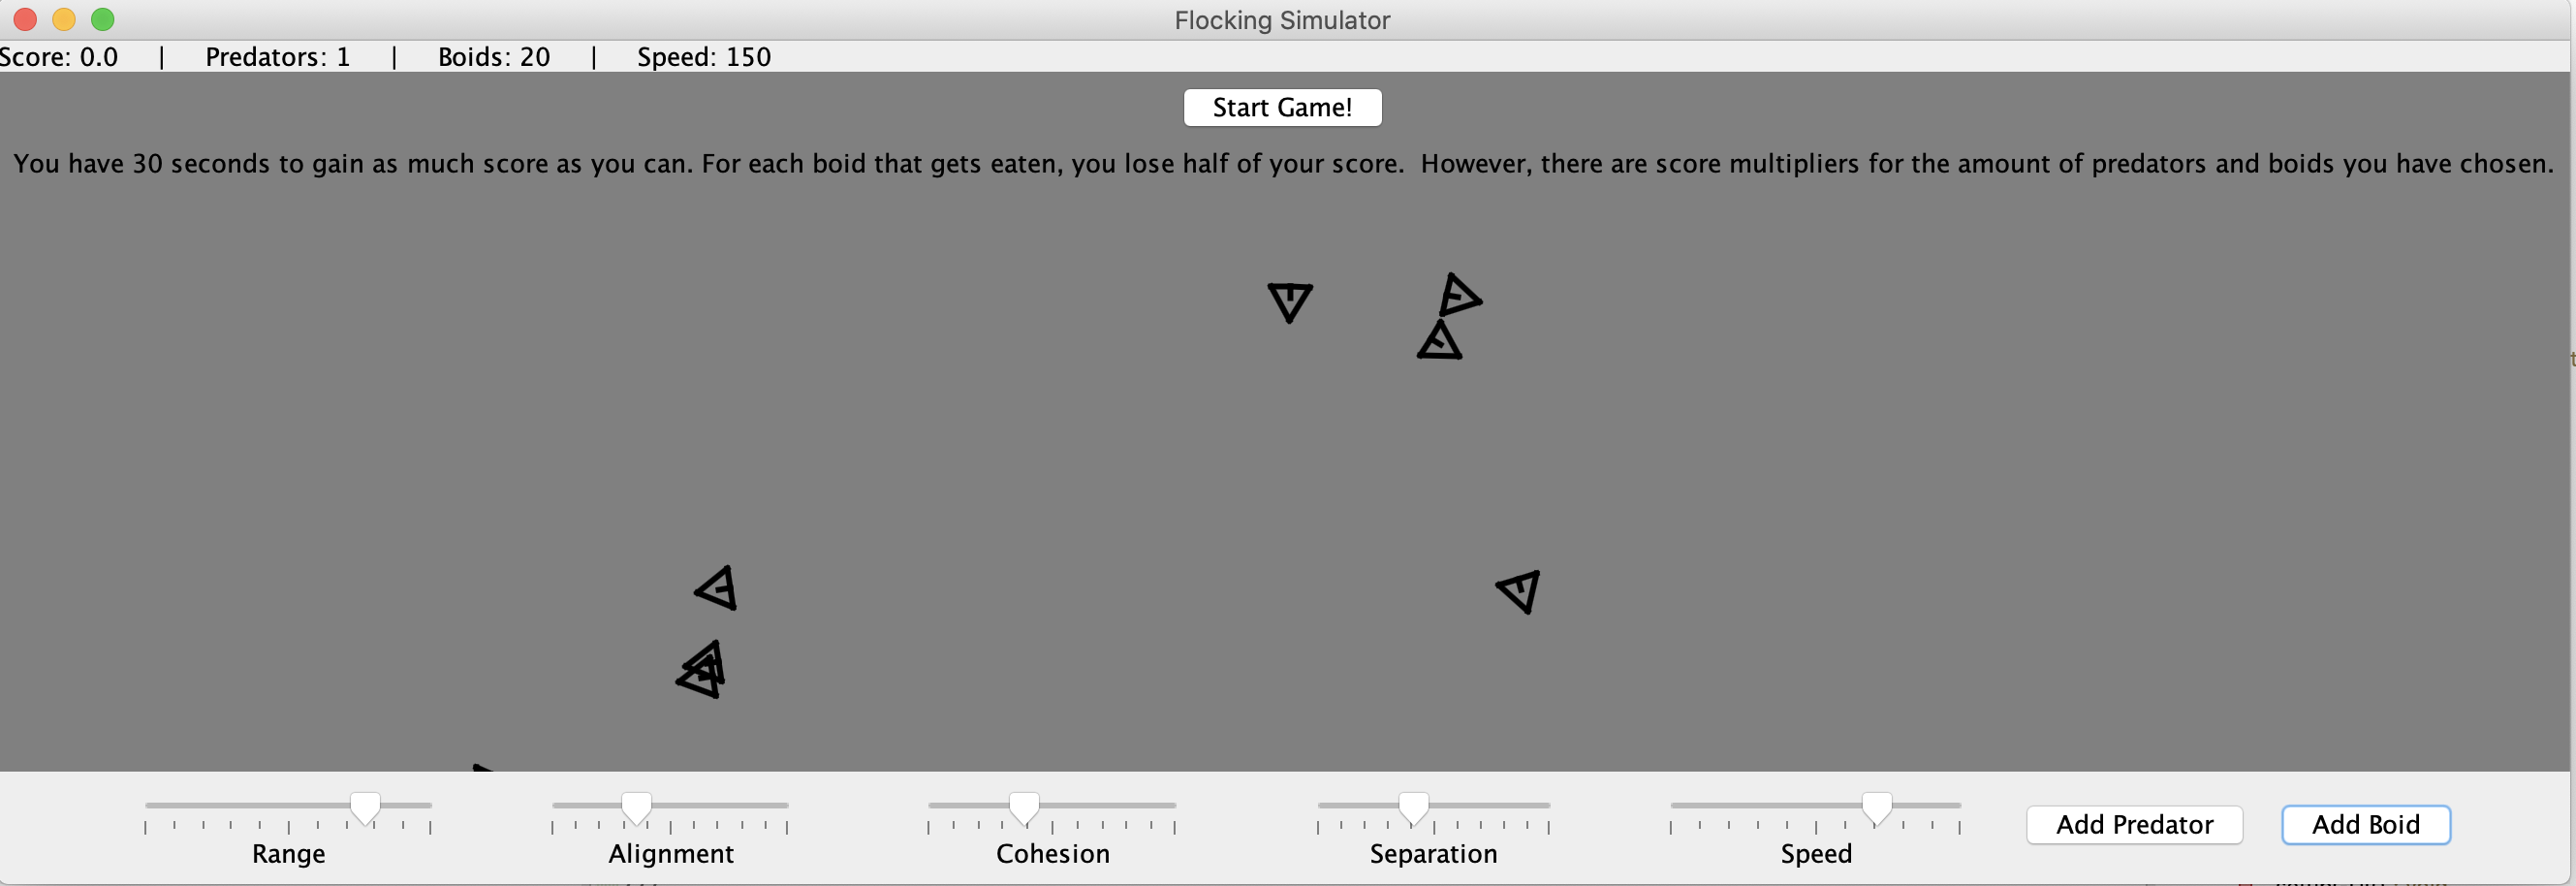 Flocking Simulator
Score: 0.0 | Predators: 1 | Boids: 20 | Speed: 150
Start Game!
You have 30 seconds to gain as much score as you can. For each boid that gets eaten, you lose half of your score.  However, there are score multipliers for the amount of predators and boids you have chosen.
Range Alignment Cohesion Separation Speed Add Predator Add Boid